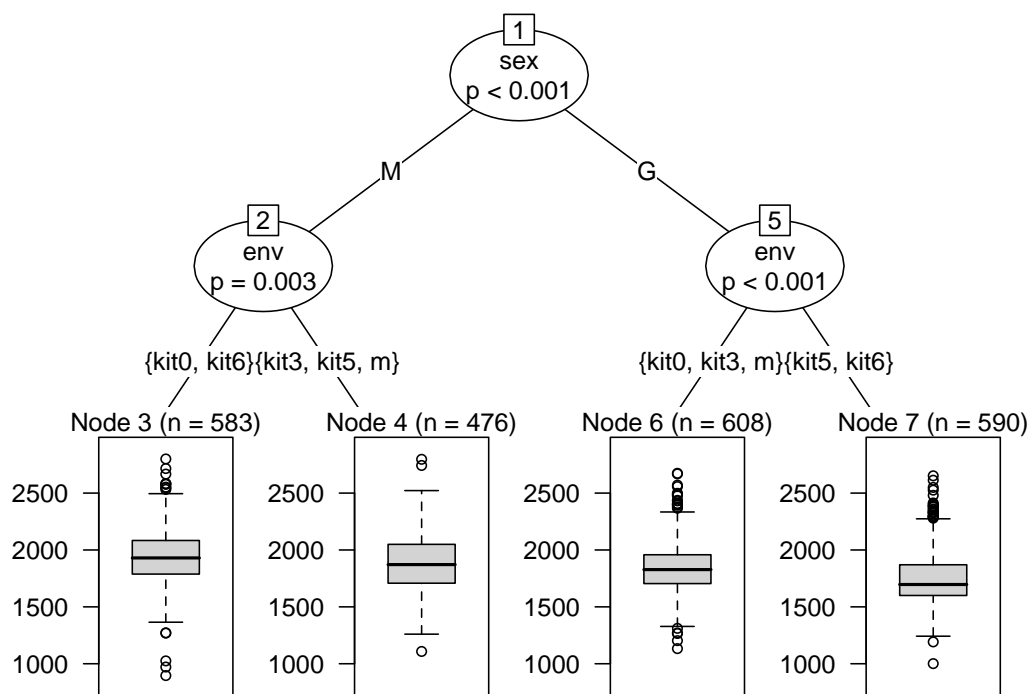 1
sex
p < 0.001
M
G
2
env
p = 0.003
5
env
p < 0.001
{kit0, kit6}
{kit3, kit5, m}
{kit0, kit3, m}
{kit5, kit6}
Node 3 (n = 583)
2500
2000
1500
1000
Node 4 (n = 476)
2500
2000
1500
1000
Node 6 (n = 608)
2500
2000
1500
1000
Node 7 (n = 590)
2500
2000
1500
1000